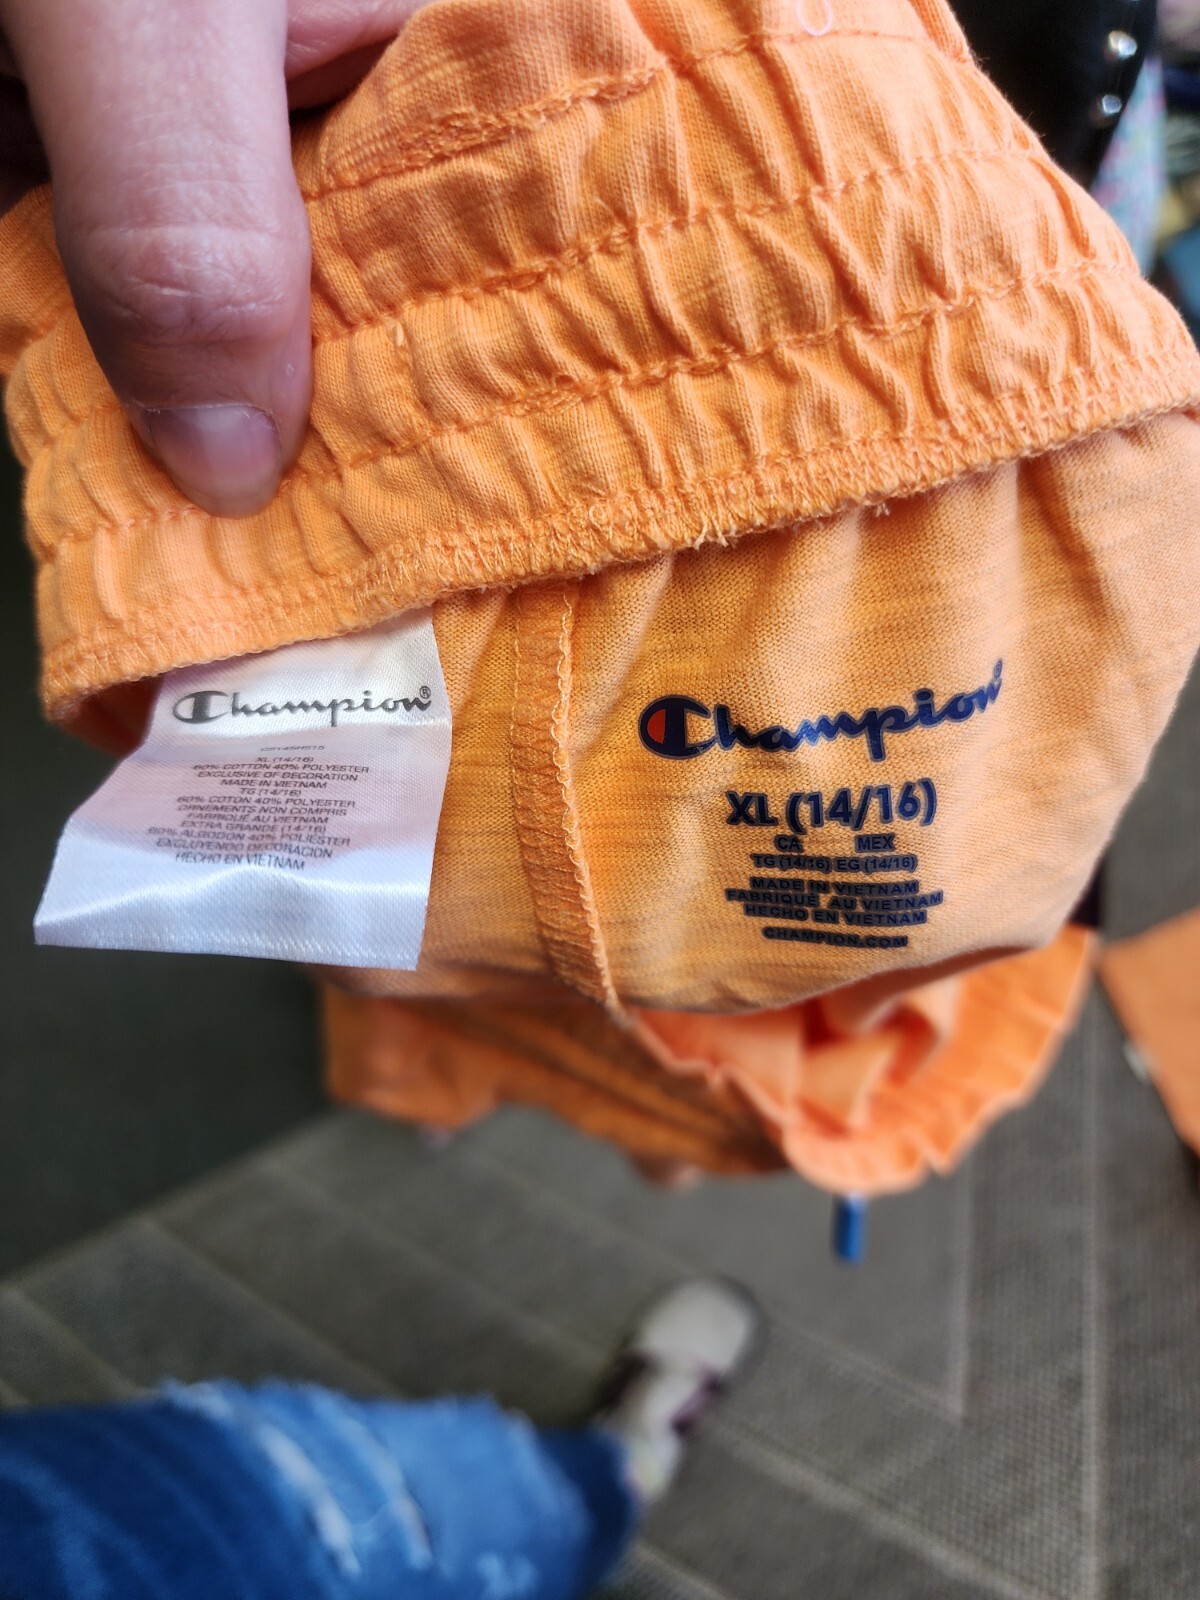 Champion®
XL (14/16)
60% COTTON 40% POLYESTER
EXCLUSIVE OF DECORATION
MADE IN VIETNAM
TG (14/16)
60% COTON 40% POLYESTER
ORNEMENTS NON COMPRIS
FABRIQUÉ AU VIETNAM
EXTRA GRANDE (14/16)
60% ALGODON 40% POLIÉSTER
EXCLUYENDO DECORACIÓN
HECHO EN VIETNAM
Champion®
XL (14/16)
CA MEX
TG (14/16) EG (14/16)
MADE IN VIETNAM
FABRIQUÉ AU VIETNAM
HECHO EN VIETNAM
CHAMPION.COM